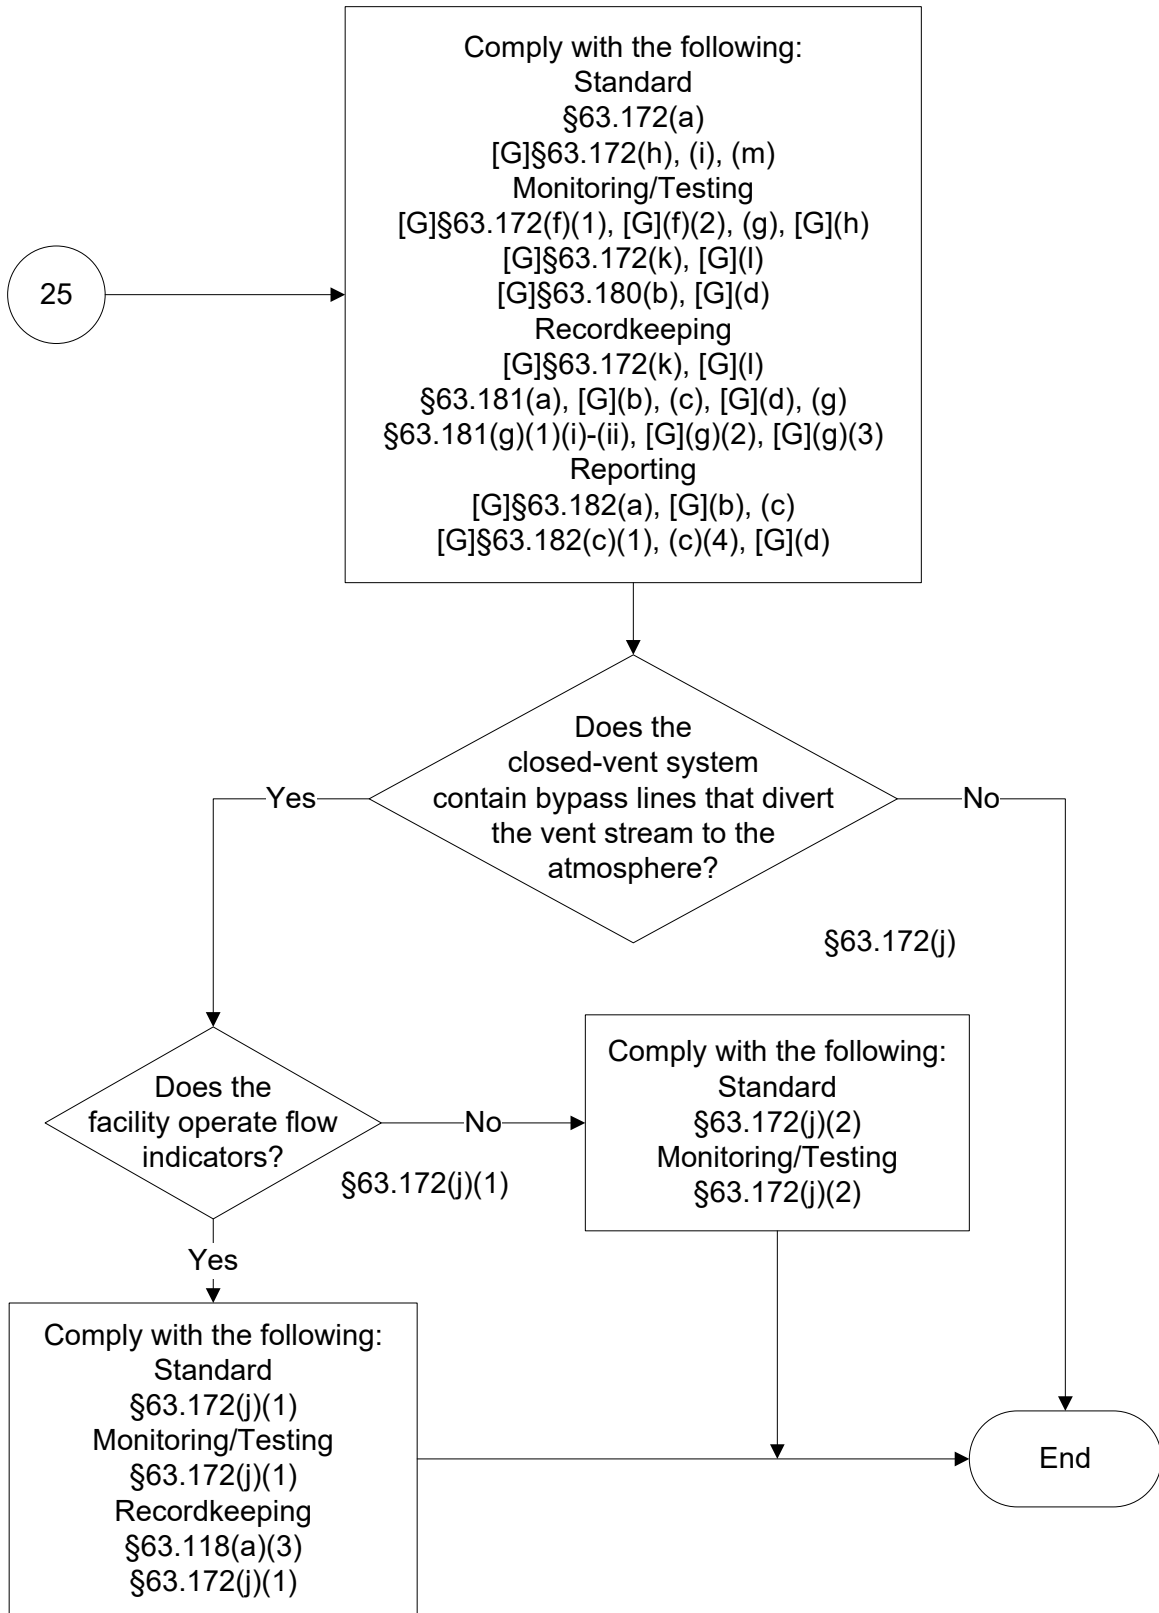 Comply with the following:
Standard
§63.172(a)
[G]§63.172(h), (i), (m)
Monitoring/Testing
[G]§63.172(f)(1), [G](f)(2), (g), [G](h)
[G]§63.172(k), [G](l)
[G]§63.180(b), [G](d)
Recordkeeping
[G]§63.172(k), [G](l)
§63.181(a), [G](b), (c), [G](d), (g)
§63.181(g)(1)(i)-(ii), [G](g)(2), [G](g)(3)
Reporting
[G]§63.182(a), [G](b), (c)
[G]§63.182(c)(1), (c)(4), [G](d)
25
Does the
closed-vent system
contain bypass lines that divert
the vent stream to the
atmosphere?
Yes
No
§63.172(j)
Does the
facility operate flow
indicators?
No
§63.172(j)(1)
Yes
Comply with the following:
Standard
§63.172(j)(2)
Monitoring/Testing
§63.172(j)(2)
Comply with the following:
Standard
§63.172(j)(1)
Monitoring/Testing
§63.172(j)(1)
Recordkeeping
§63.118(a)(3)
§63.172(j)(1)
End